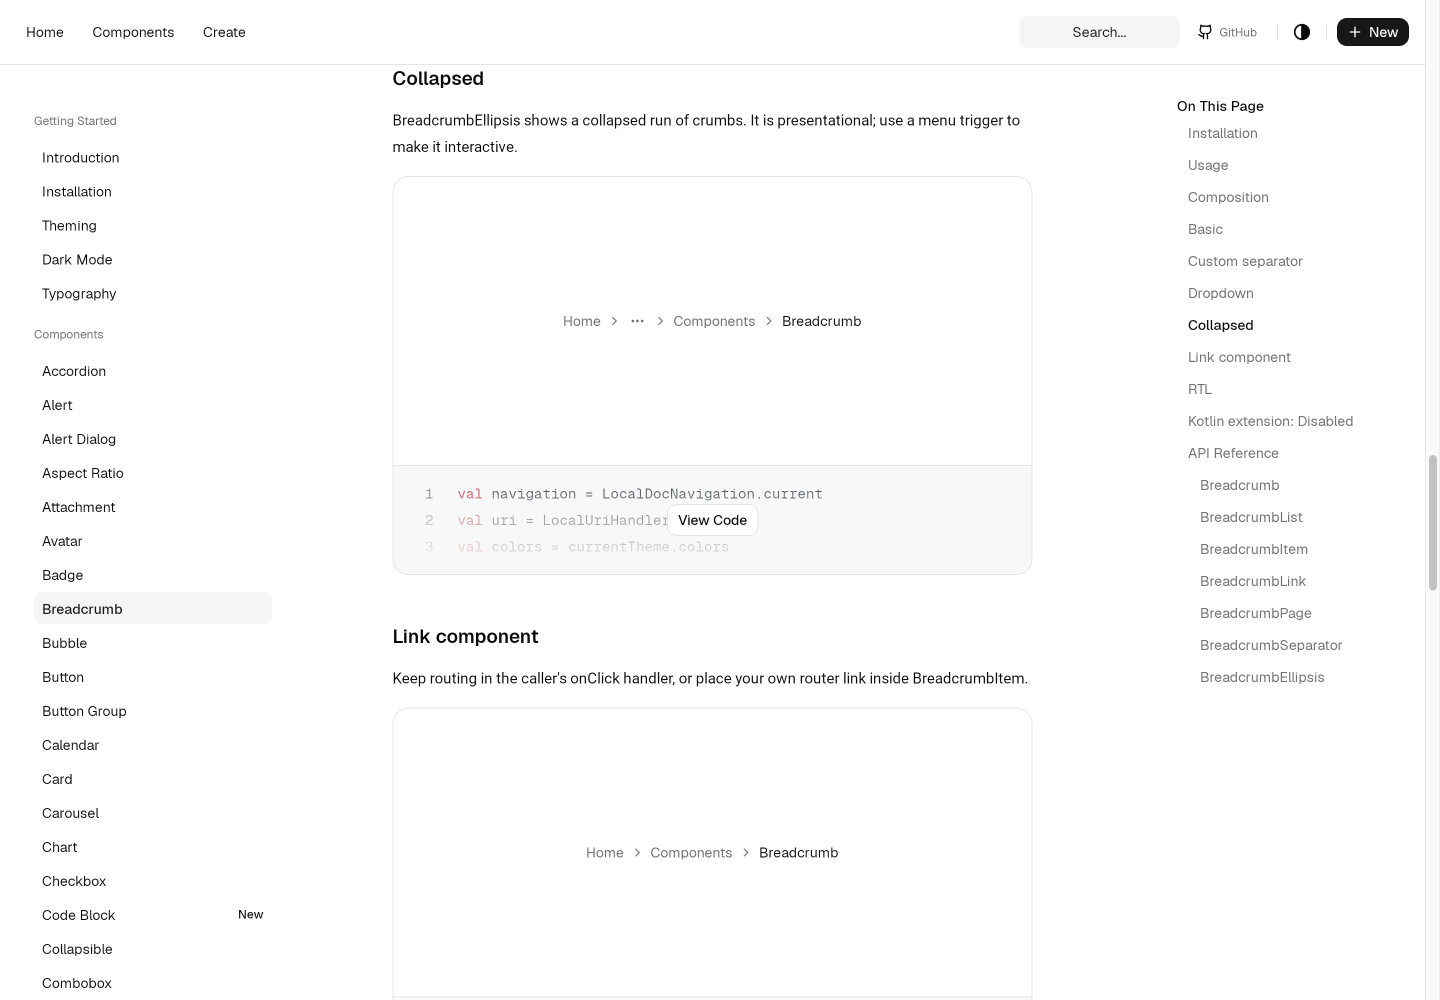 Home
Components
Create
Search...
GitHub
New
Getting Started
Introduction
Installation
Theming
Dark Mode
Typography
Components
Accordion
Alert
Alert Dialog
Aspect Ratio
Attachment
Avatar
Badge
Breadcrumb
Bubble
Button
Button Group
Calendar
Card
Carousel
Chart
Checkbox
Code Block New
Collapsible
Combobox
Collapsed
BreadcrumbEllipsis shows a collapsed run of crumbs. It is presentational; use a menu trigger to
make it interactive.
Home > ··· > Components > Breadcrumb
1 val navigation = LocalDocNavigation.current
2 val uri = LocalUriHandler
View Code
3 val colors = currentTheme.colors
Link component
Keep routing in the caller's onClick handler, or place your own router link inside BreadcrumbItem.
Home > Components > Breadcrumb
On This Page
Installation
Usage
Composition
Basic
Custom separator
Dropdown
Collapsed
Link component
RTL
Kotlin extension: Disabled
API Reference
Breadcrumb
BreadcrumbList
BreadcrumbItem
BreadcrumbLink
BreadcrumbPage
BreadcrumbSeparator
BreadcrumbEllipsis